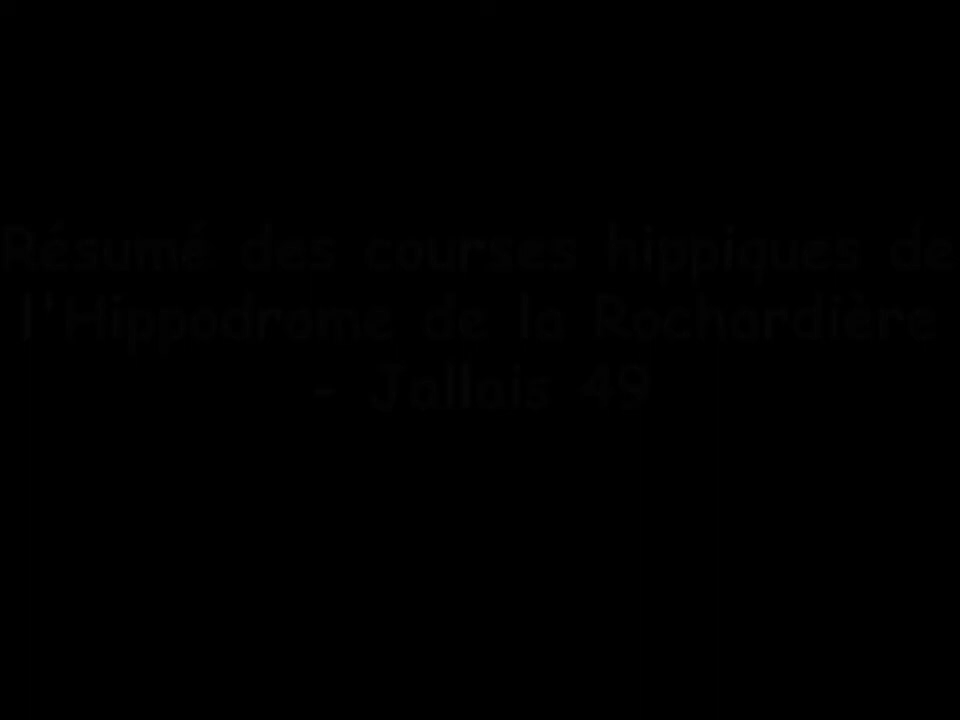 Résumé des courses hippiques de
l'Hippodrome de la Rochardière
- Jallais 49